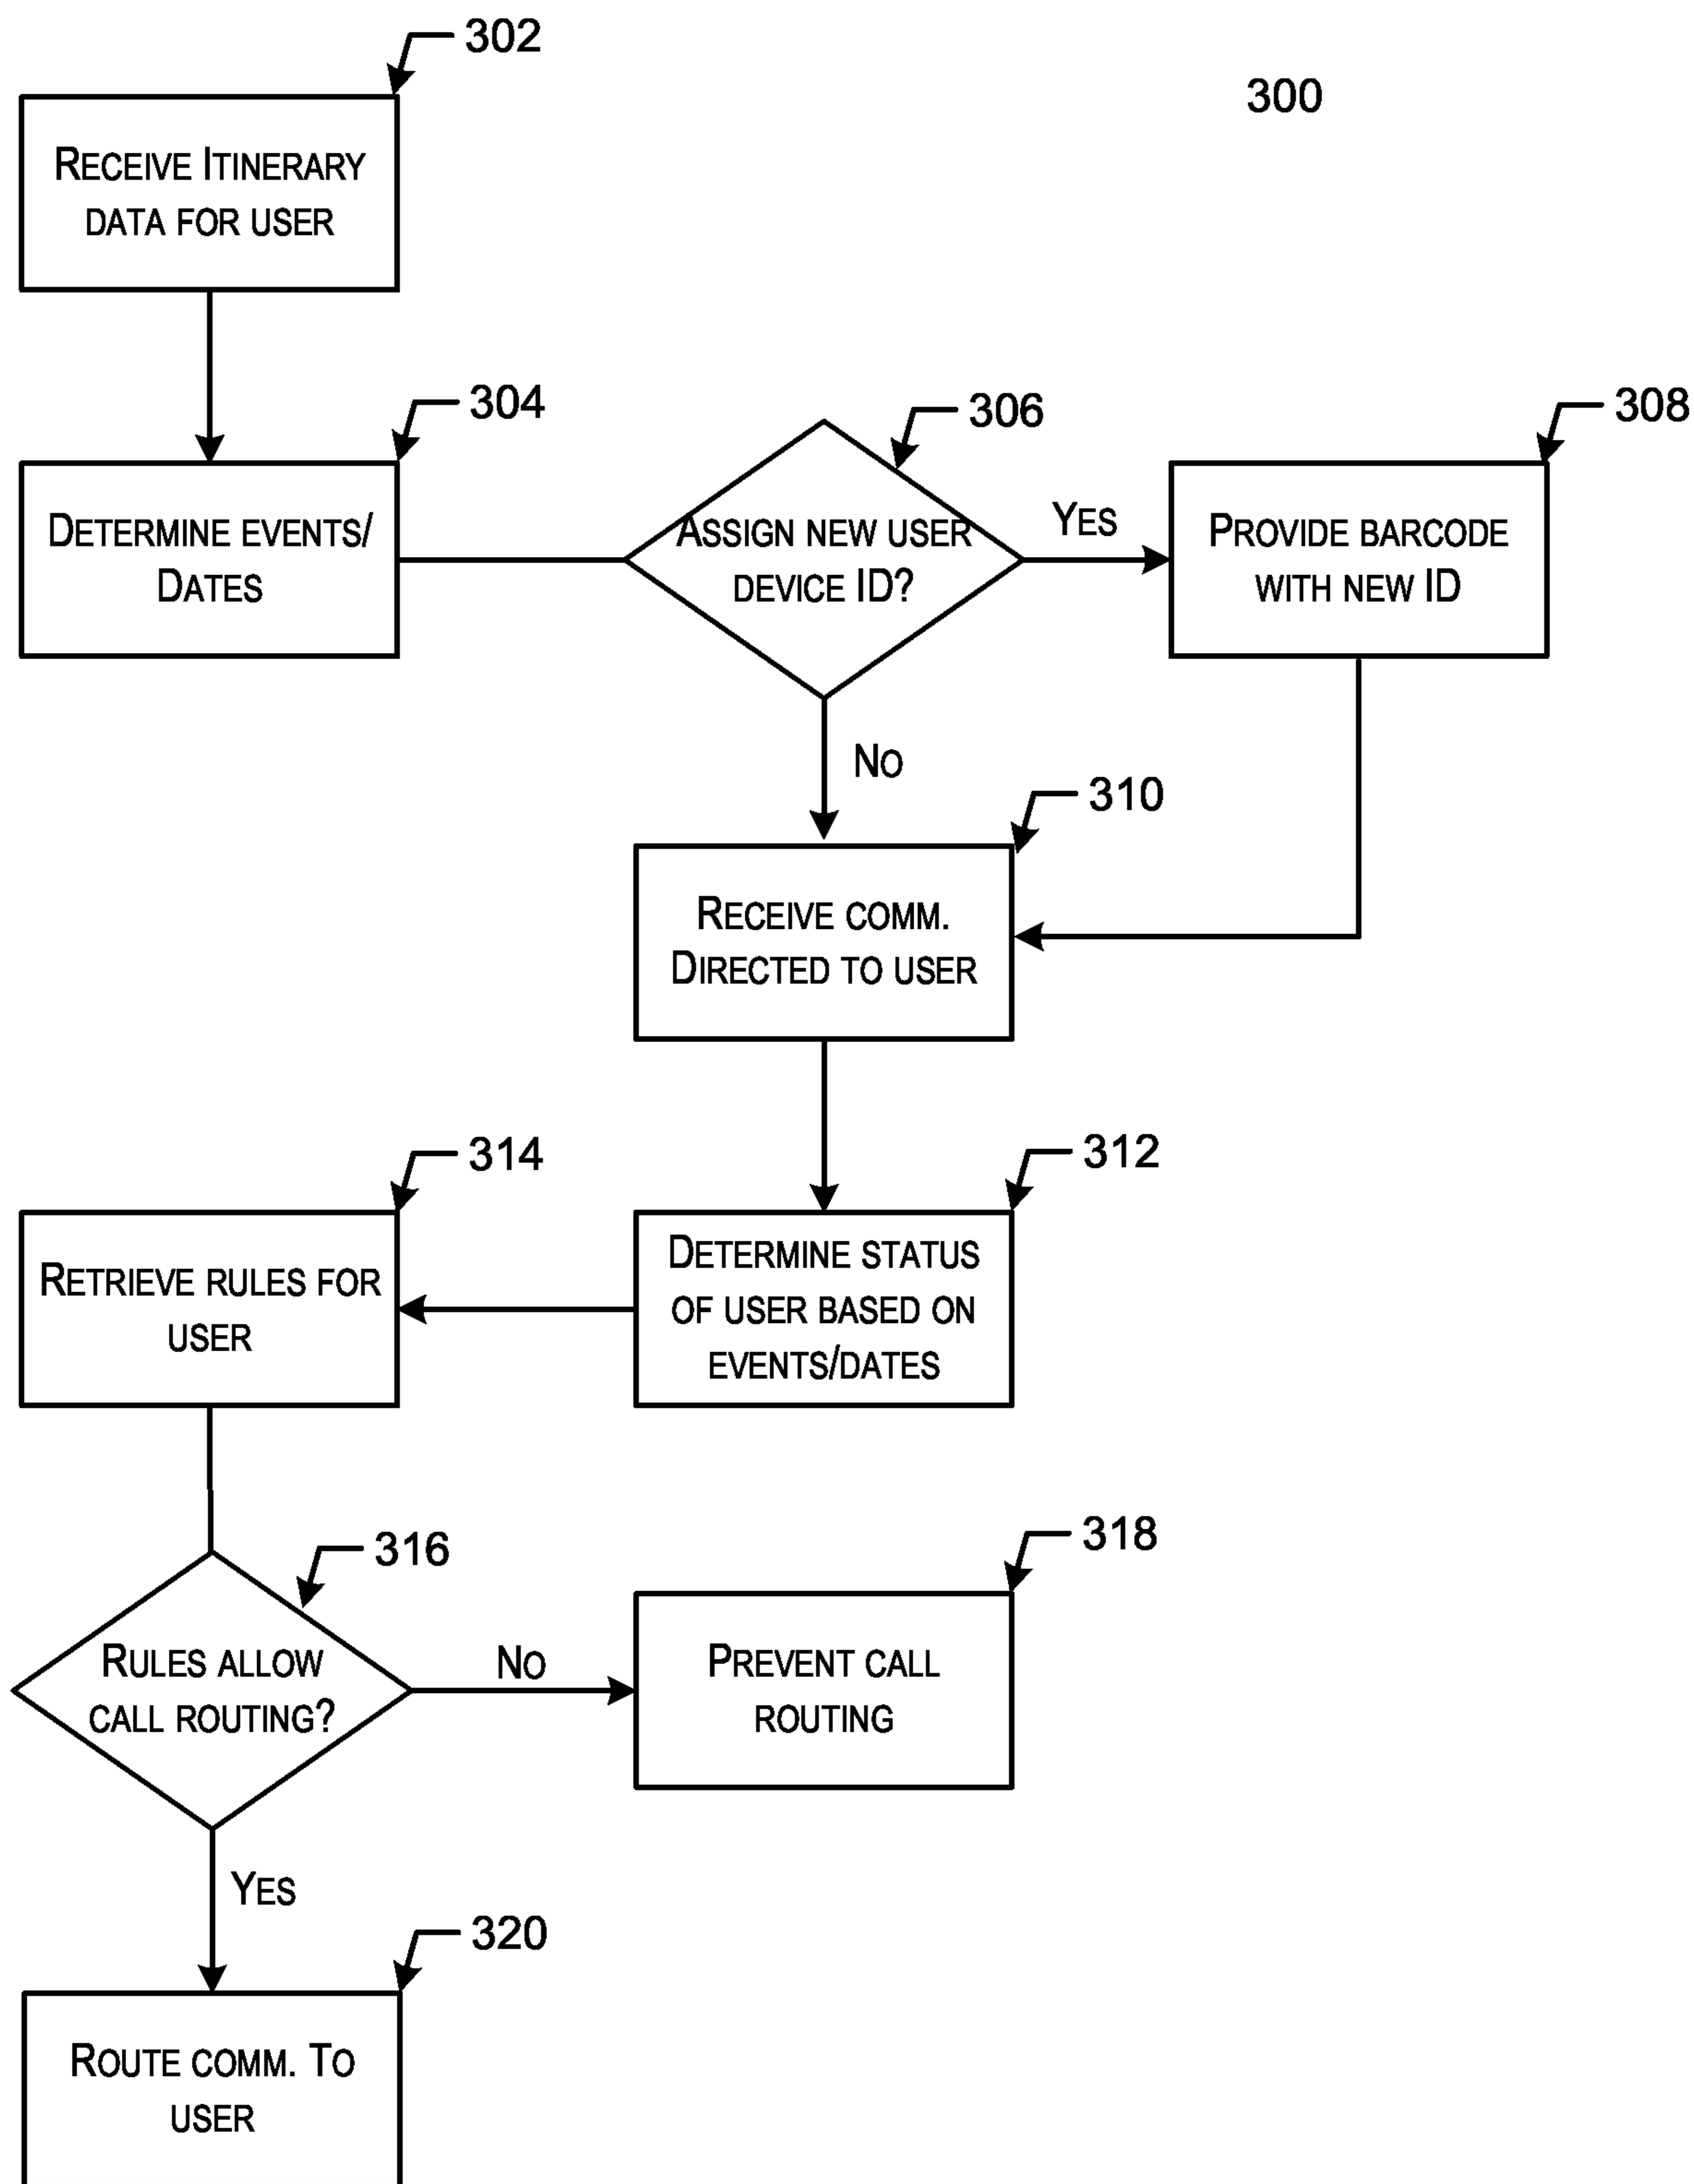 302
300
RECEIVE ITINERARY
DATA FOR USER
304
306
308
DETERMINE EVENTS/
DATES
ASSIGN NEW USER
DEVICE ID?
YES
PROVIDE BARCODE
WITH NEW ID
NO
310
RECEIVE COMM.
DIRECTED TO USER
314
312
RETRIEVE RULES FOR
USER
DETERMINE STATUS
OF USER BASED ON
EVENTS/DATES
316
318
RULES ALLOW
CALL ROUTING?
NO
PREVENT CALL
ROUTING
YES
320
ROUTE COMM. TO
USER